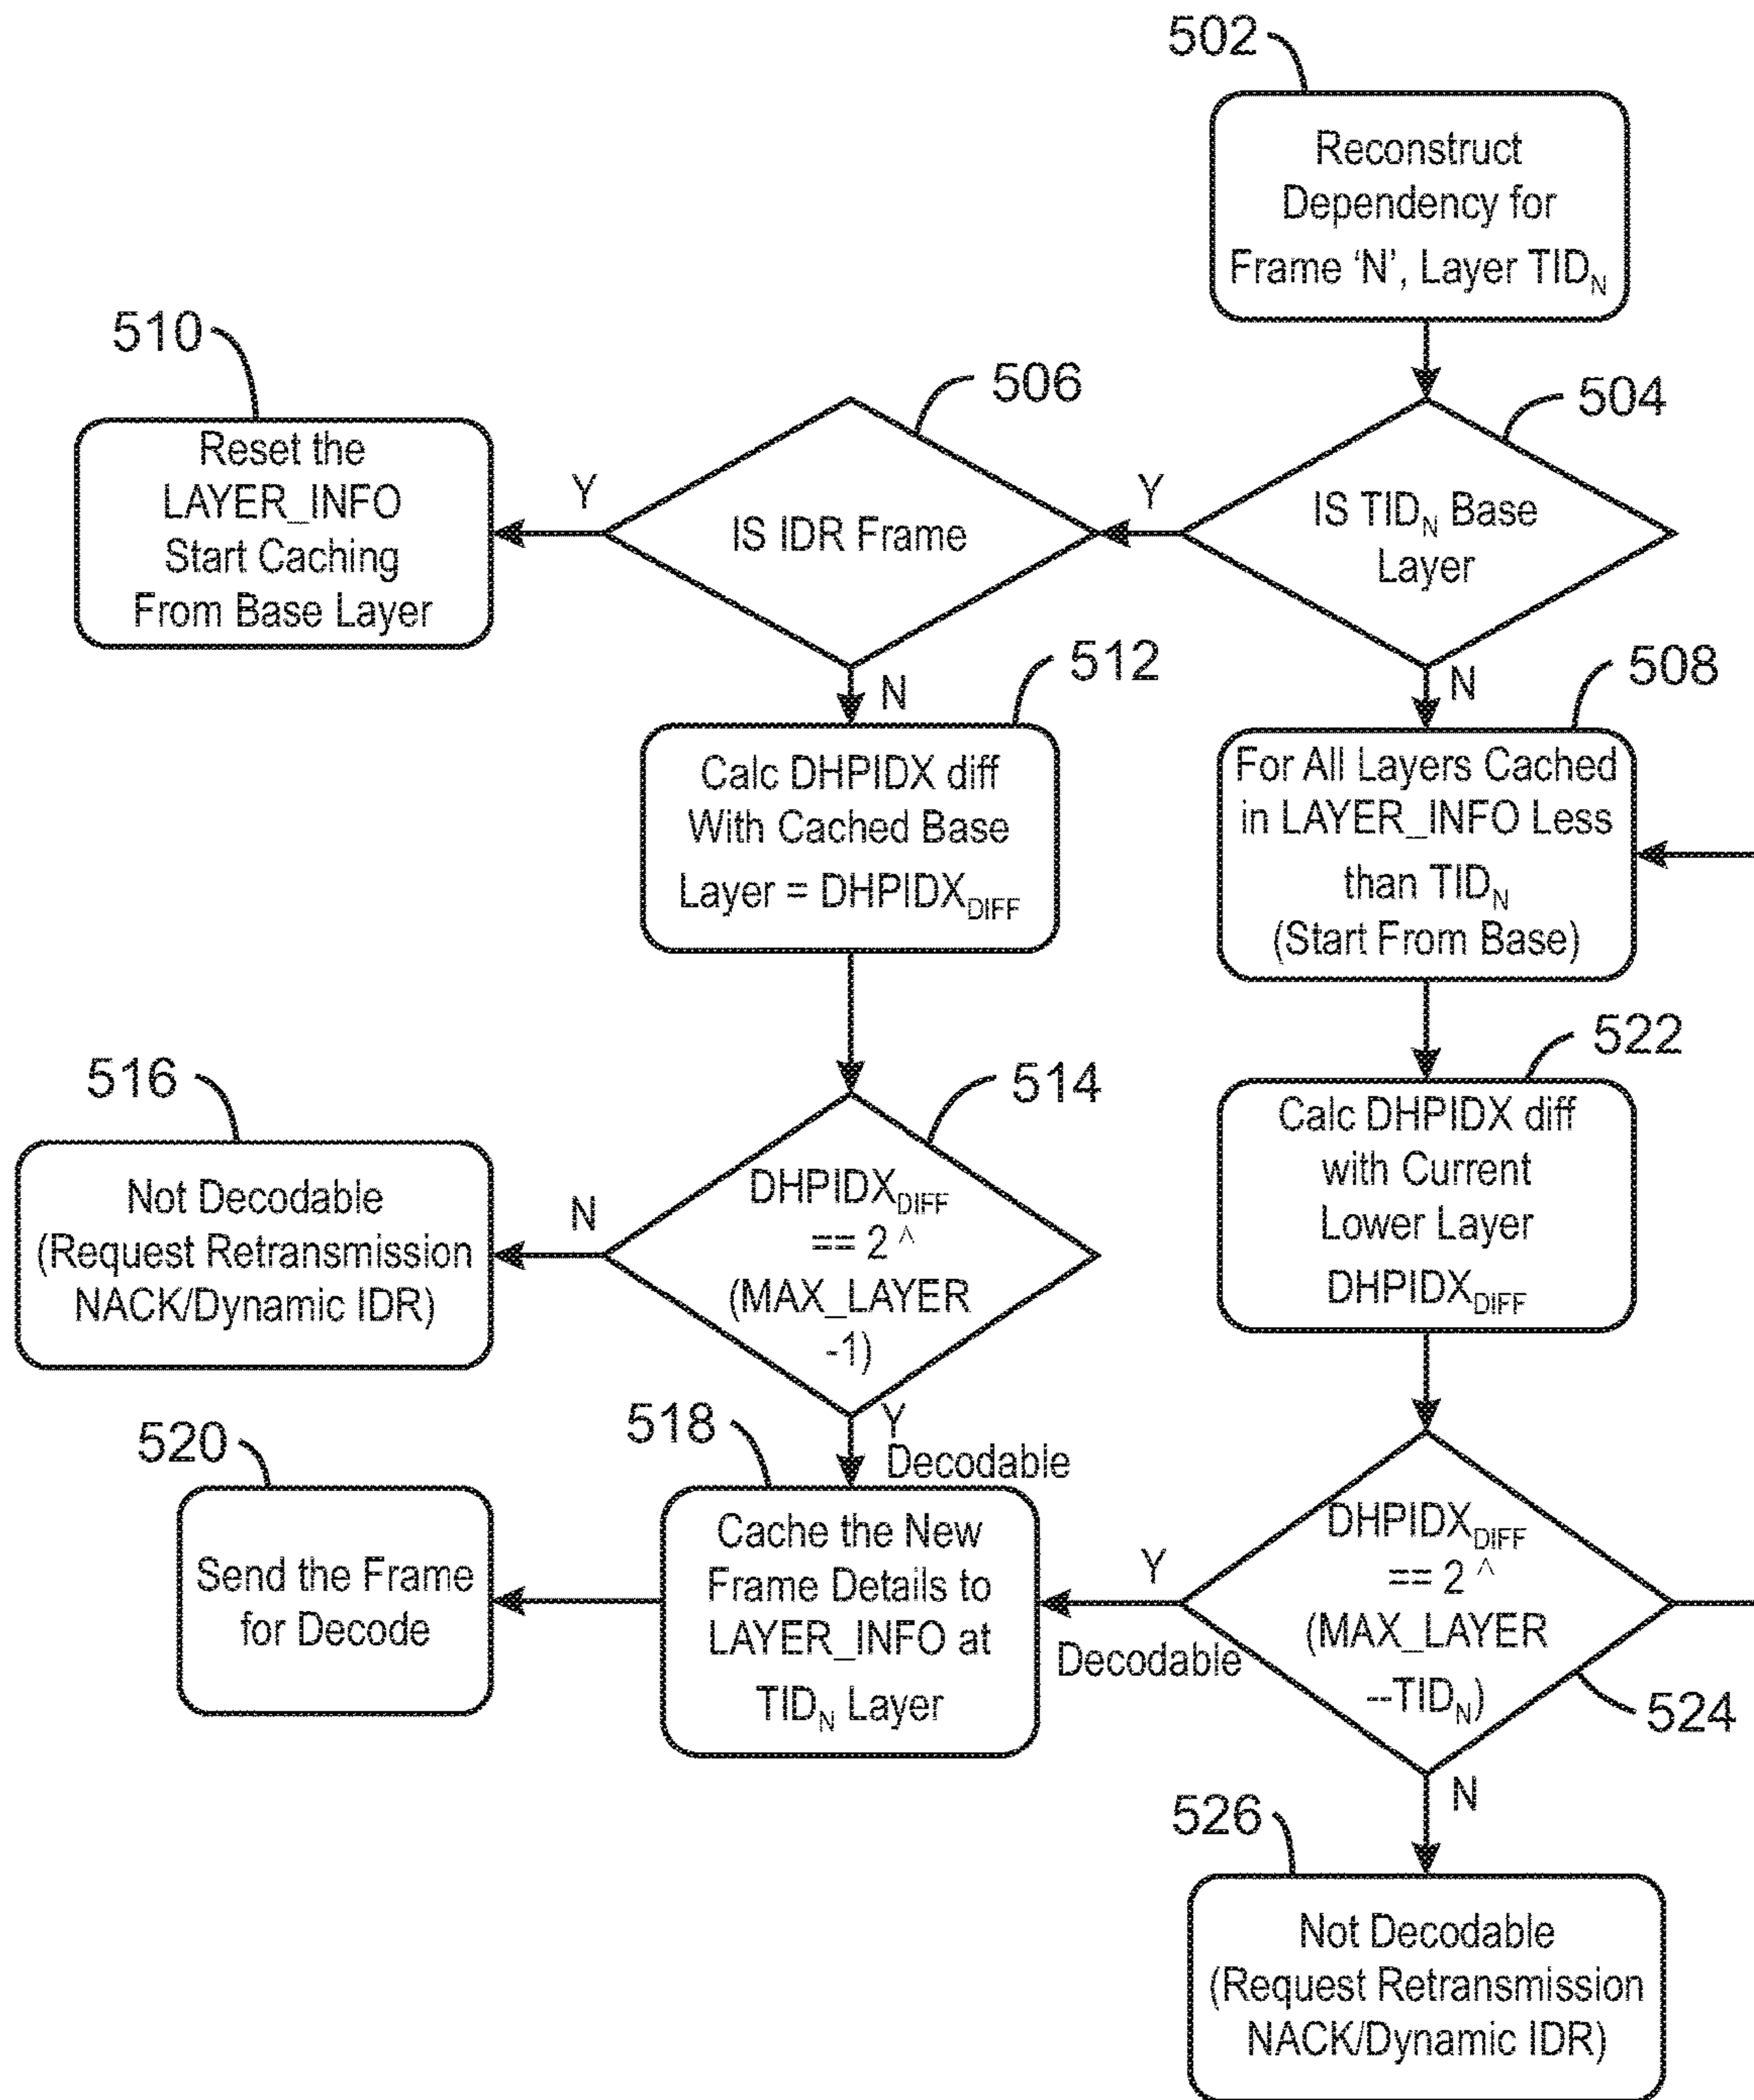 502
Reconstruct
Dependency for
Frame ‘N’, Layer TIDN
504
IS TIDN Base
Layer
Y
N
506
IS IDR Frame
Y
N
510
Reset the
LAYER_INFO
Start Caching
From Base Layer
512
Calc DHPIDX diff
With Cached Base
Layer = DHPIDXDIFF
508
For All Layers Cached
in LAYER_INFO Less
than TIDN
(Start From Base)
514
DHPIDXDIFF
== 2 ^
(MAX_LAYER
-1)
N
Y
Decodable
516
Not Decodable
(Request Retransmission
NACK/Dynamic IDR)
522
Calc DHPIDX diff
with Current
Lower Layer
DHPIDXDIFF
518
Cache the New
Frame Details to
LAYER_INFO at
TIDN Layer
520
Send the Frame
for Decode
DHPIDXDIFF
== 2 ^
(MAX_LAYER
--TIDN)
524
Y
Decodable
N
526
Not Decodable
(Request Retransmission
NACK/Dynamic IDR)